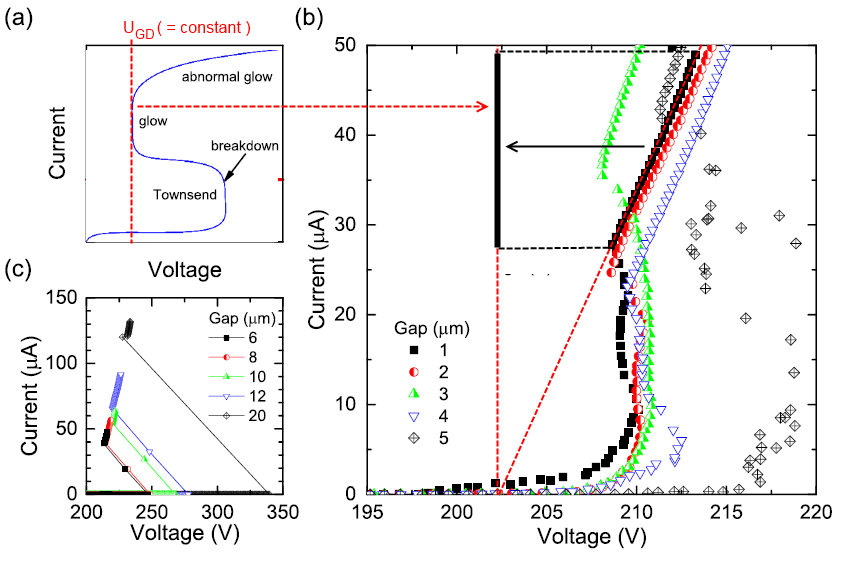 (a)
U_GD ( = constant )
abnormal glow
glow
breakdown
Townsend
Current
Voltage
(b)
50
40
30
20
10
0
Current (μA)
Gap (μm)
1
2
3
4
5
195 200 205 210 215 220
Voltage (V)
(c)
150
100
50
0
Current (μA)
Gap (μm)
6
8
10
12
20
200 250 300 350
Voltage (V)